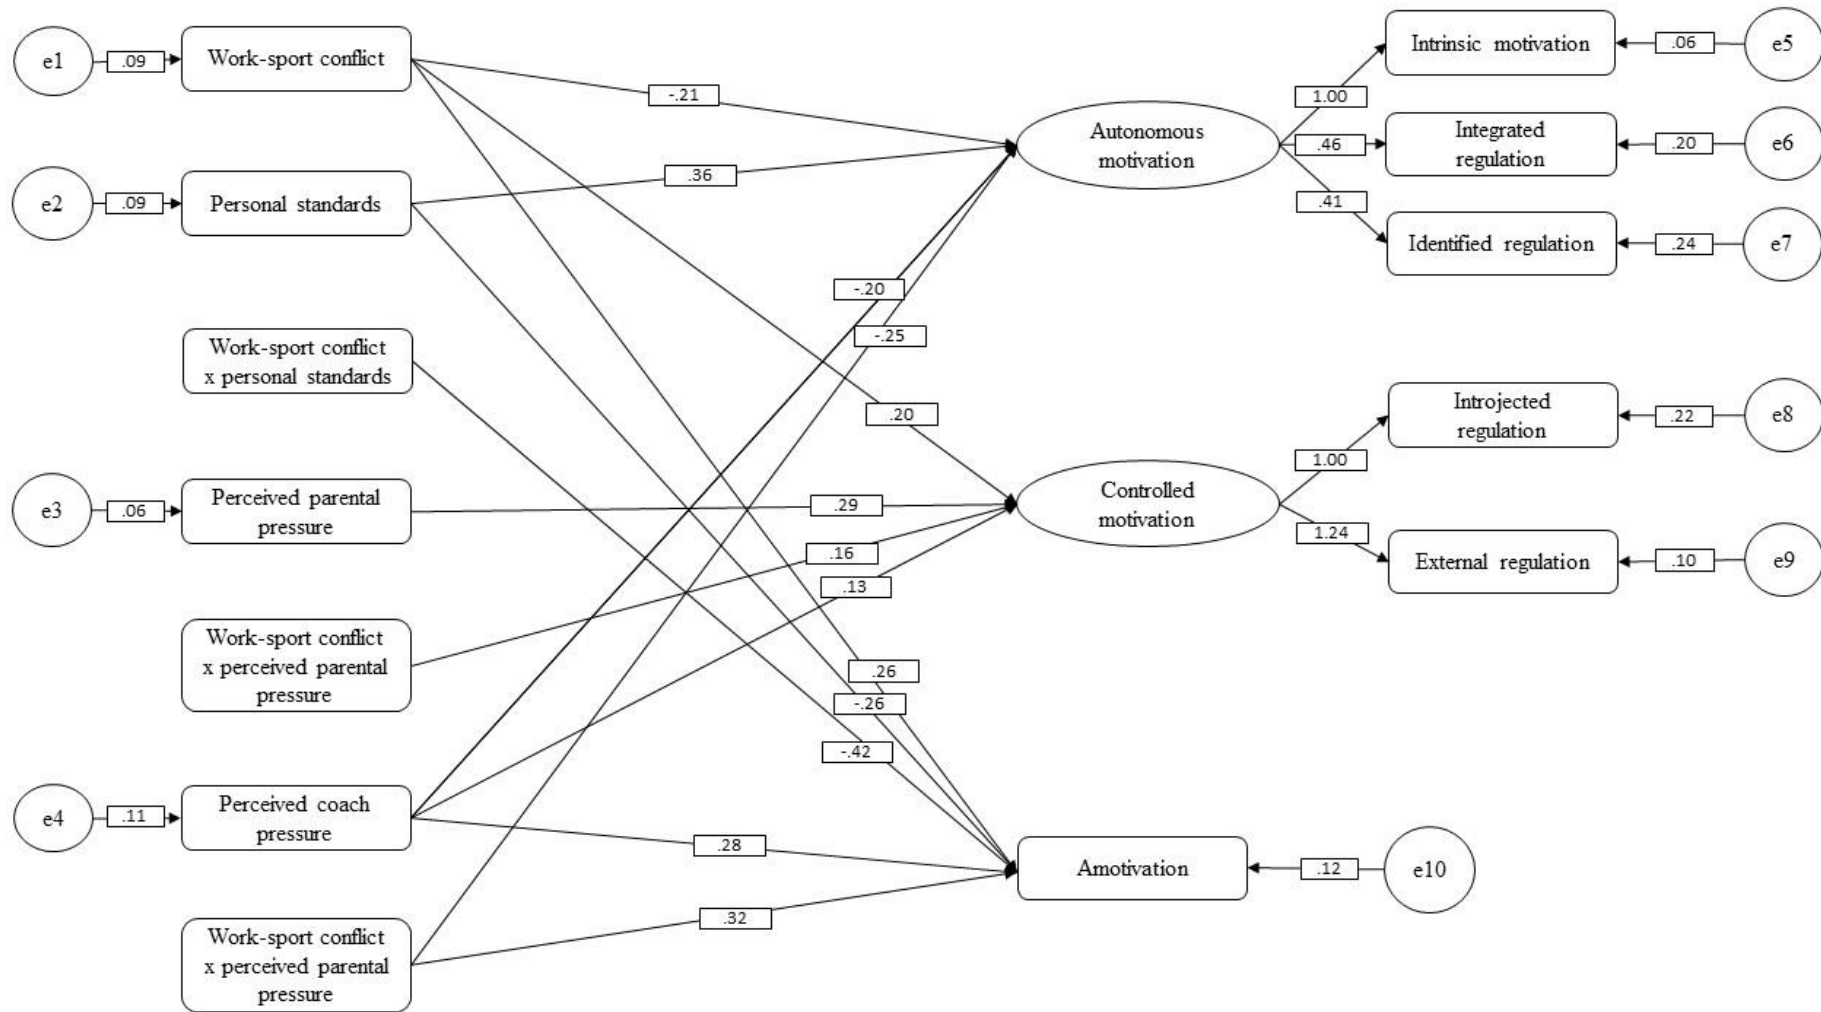 e1
.09
Work-sport conflict
e2
.09
Personal standards
Work-sport conflict
x personal standards
e3
.06
Perceived parental
pressure
Work-sport conflict
x perceived parental
pressure
e4
.11
Perceived coach
pressure
Work-sport conflict
x perceived parental
pressure
-.21
.36
-.20
-.25
.20
.29
.16
.13
.26
-.26
-.42
.28
.32
Autonomous
motivation
Controlled
motivation
Amotivation
.12
e10
1.00
.46
.41
1.00
1.24
Intrinsic motivation
.06
e5
Integrated
regulation
.20
e6
Identified regulation
.24
e7
Introjected
regulation
.22
e8
External regulation
.10
e9